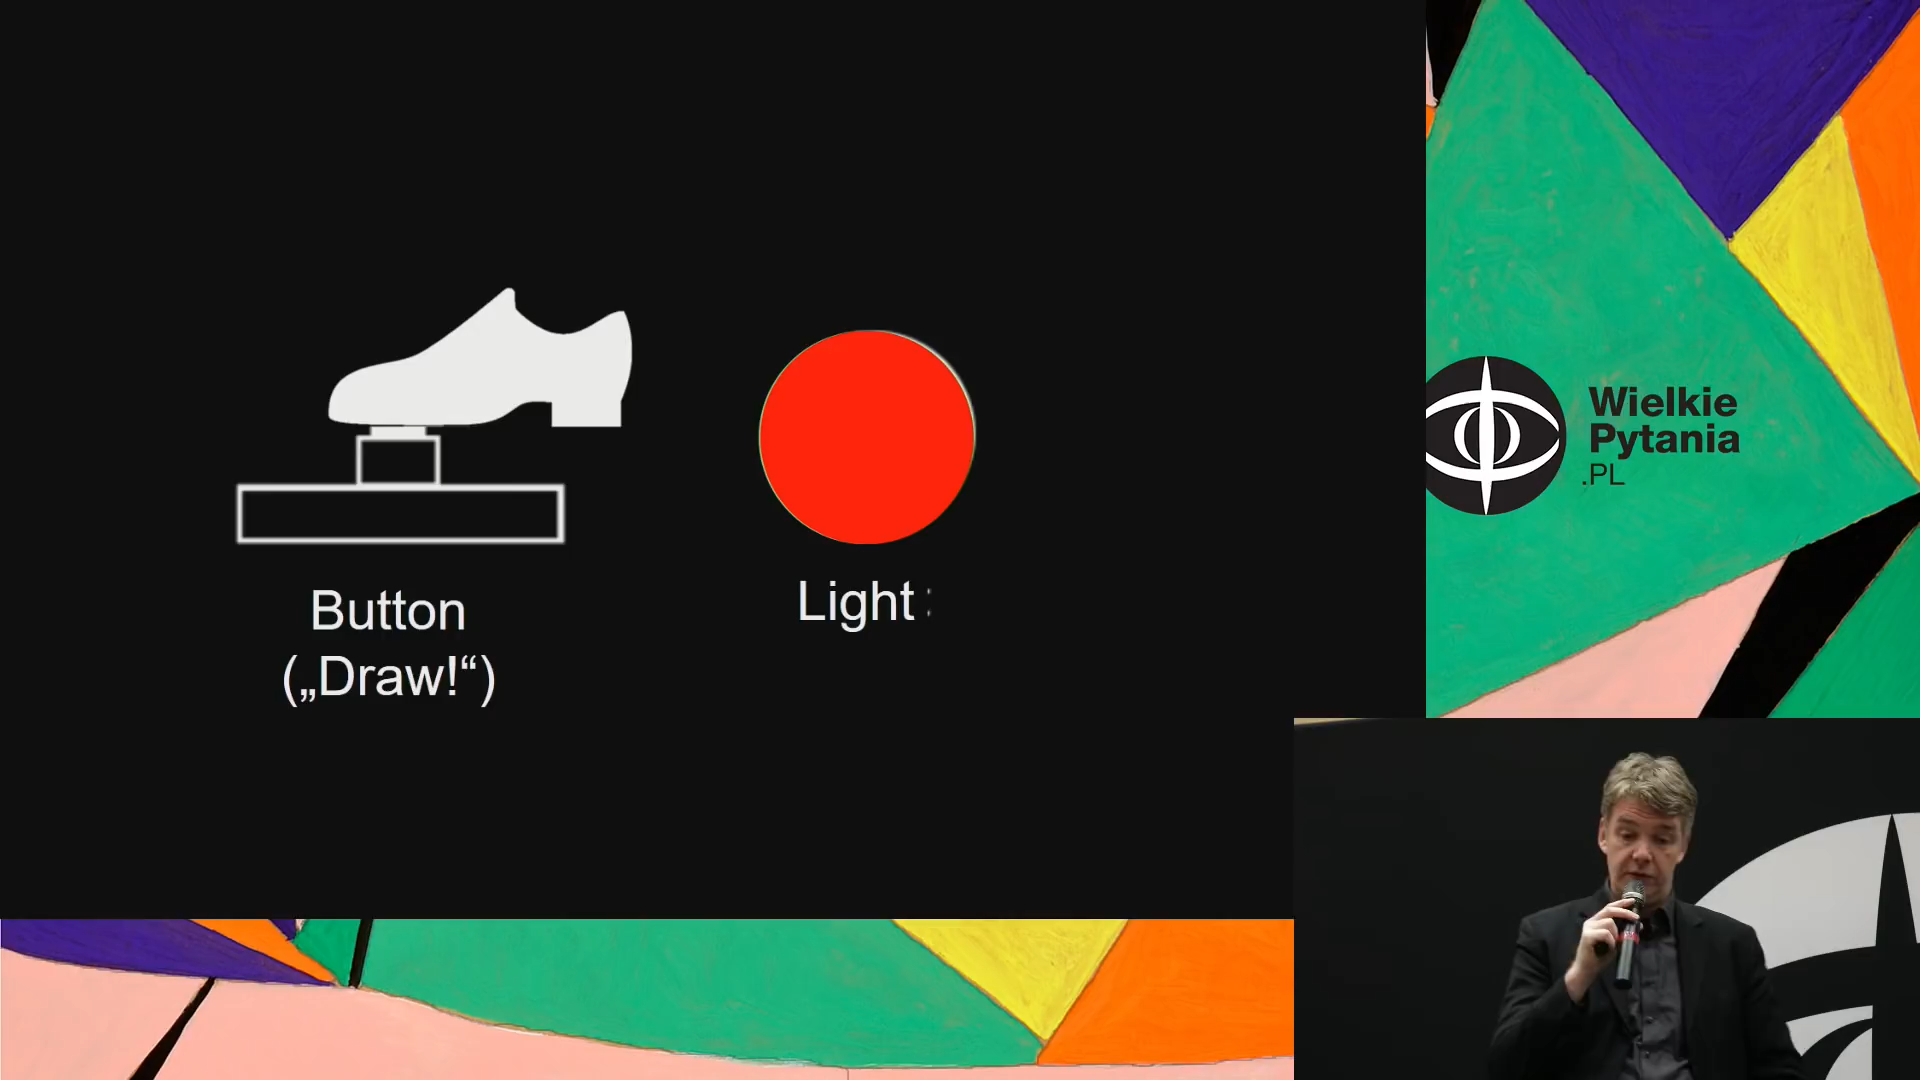 Button
(„Draw!“)
Light
Wielkie
Pytania
.PL